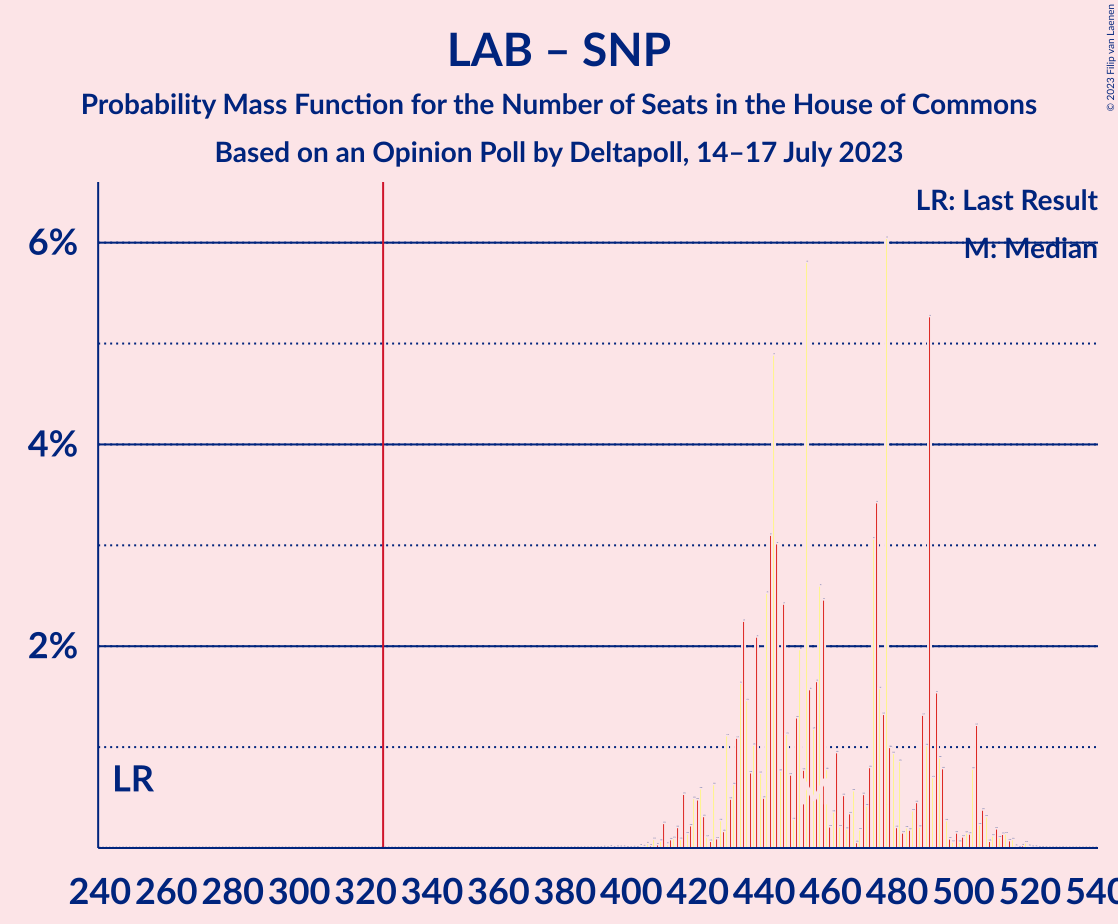 LAB – SNP
Probability Mass Function for the Number of Seats in the House of Commons
Based on an Opinion Poll by Deltapoll, 14–17 July 2023
© 2023 Filip van Laenen
LR: Last Result
M: Median
6%
4%
2%
LR
240 260 280 300 320 340 360 380 400 420 440 460 480 500 520 540